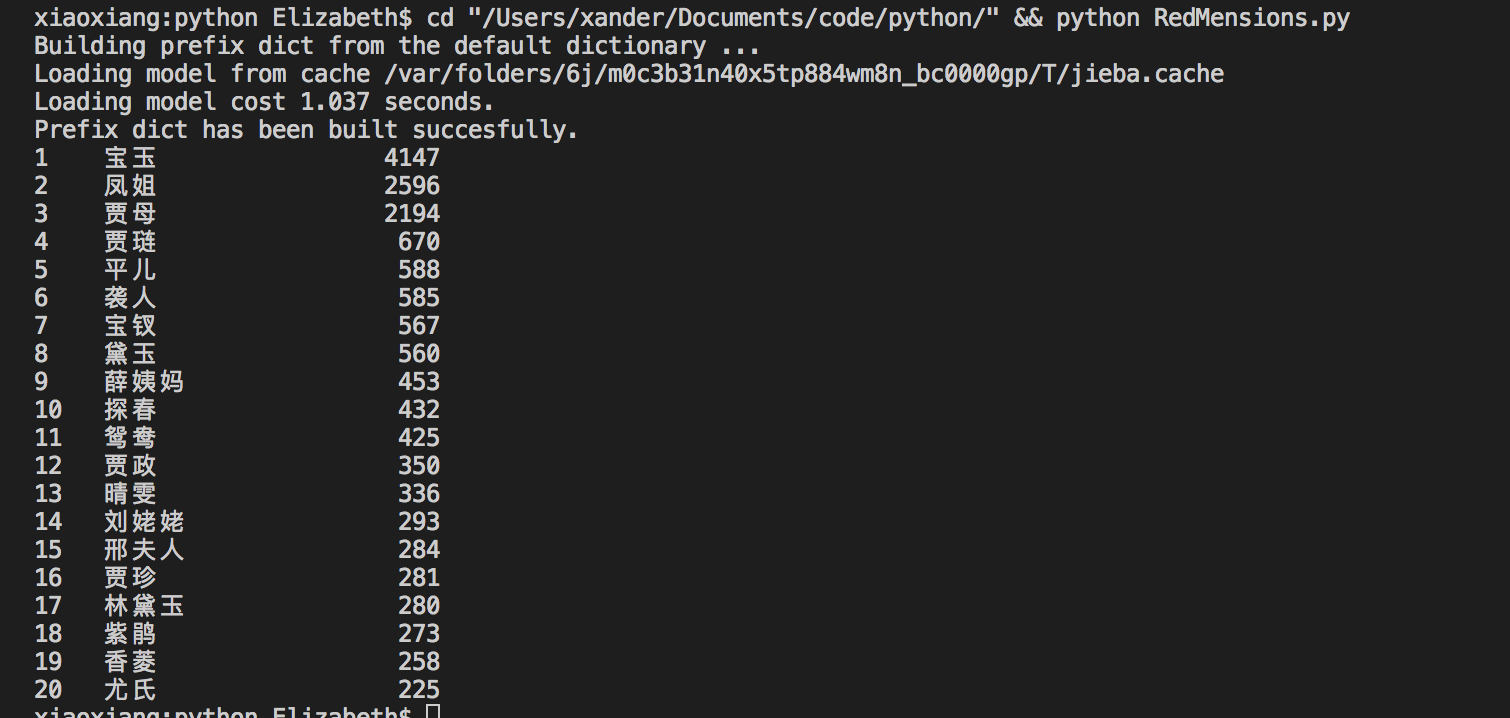 xiaoxiang:python Elizabeth$ cd "/Users/xander/Documents/code/python/" && python RedMensions.py
Building prefix dict from the default dictionary ...
Loading model from cache /var/folders/6j/m0c3b31n40x5tp884wm8n_bc0000gp/T/jieba.cache
Loading model cost 1.037 seconds.
Prefix dict has been built succesfully.
1 宝玉 4147
2 凤姐 2596
3 贾母 2194
4 贾琏 670
5 平儿 588
6 袭人 585
7 宝钗 567
8 黛玉 560
9 薛姨妈 453
10 探春 432
11 鸳鸯 425
12 贾政 350
13 晴雯 336
14 刘姥姥 293
15 邢夫人 284
16 贾珍 281
17 林黛玉 280
18 紫鹃 273
19 香菱 258
20 尤氏 225
xiaoxiang:python Elizabeth$